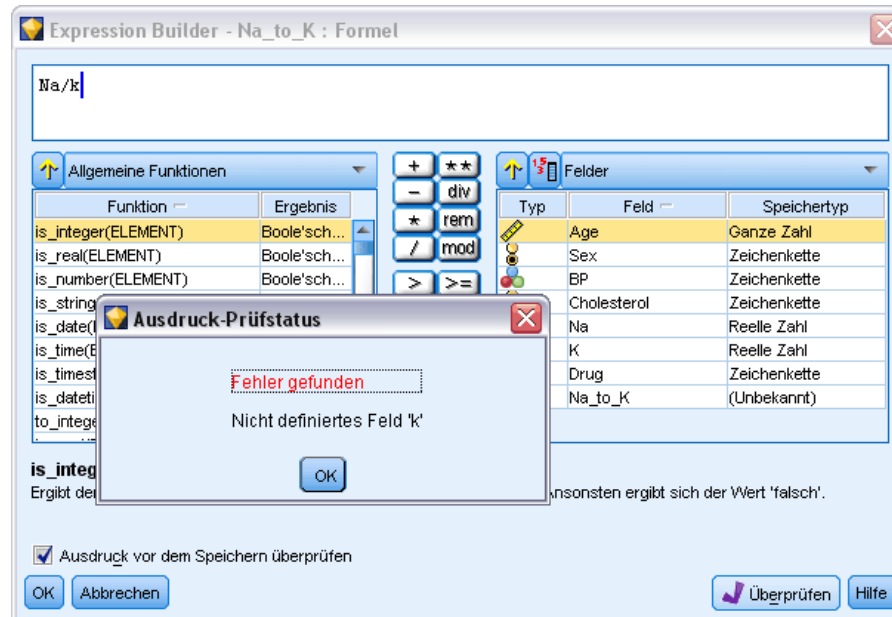 Expression Builder - Na_to_K : Formel
Na/k
Allgemeine Funktionen
Funktion Ergebnis
is_integer(ELEMENT) Boole'sch...
is_real(ELEMENT) Boole'sch...
is_number(ELEMENT) Boole'sch...
is_string
is_date(
is_time(E
is_timest
is_dateti
to_intege
+ **
- div
* rem
/ mod
> >=
Felder
Typ Feld Speichertyp
Age Ganze Zahl
Sex Zeichenkette
BP Zeichenkette
Cholesterol Zeichenkette
Na Reelle Zahl
K Reelle Zahl
Drug Zeichenkette
Na_to_K (Unbekannt)
Ausdruck-Prüfstatus
Fehler gefunden
Nicht definiertes Feld 'k'
OK
is_integ
Ergibt de
Ansonsten ergibt sich der Wert 'falsch'.
Ausdruck vor dem Speichern überprüfen
OK Abbrechen Überprüfen Hilfe